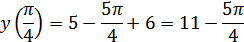 y(π/4) = 5 − 5π/4 + 6 = 11 − 5π/4